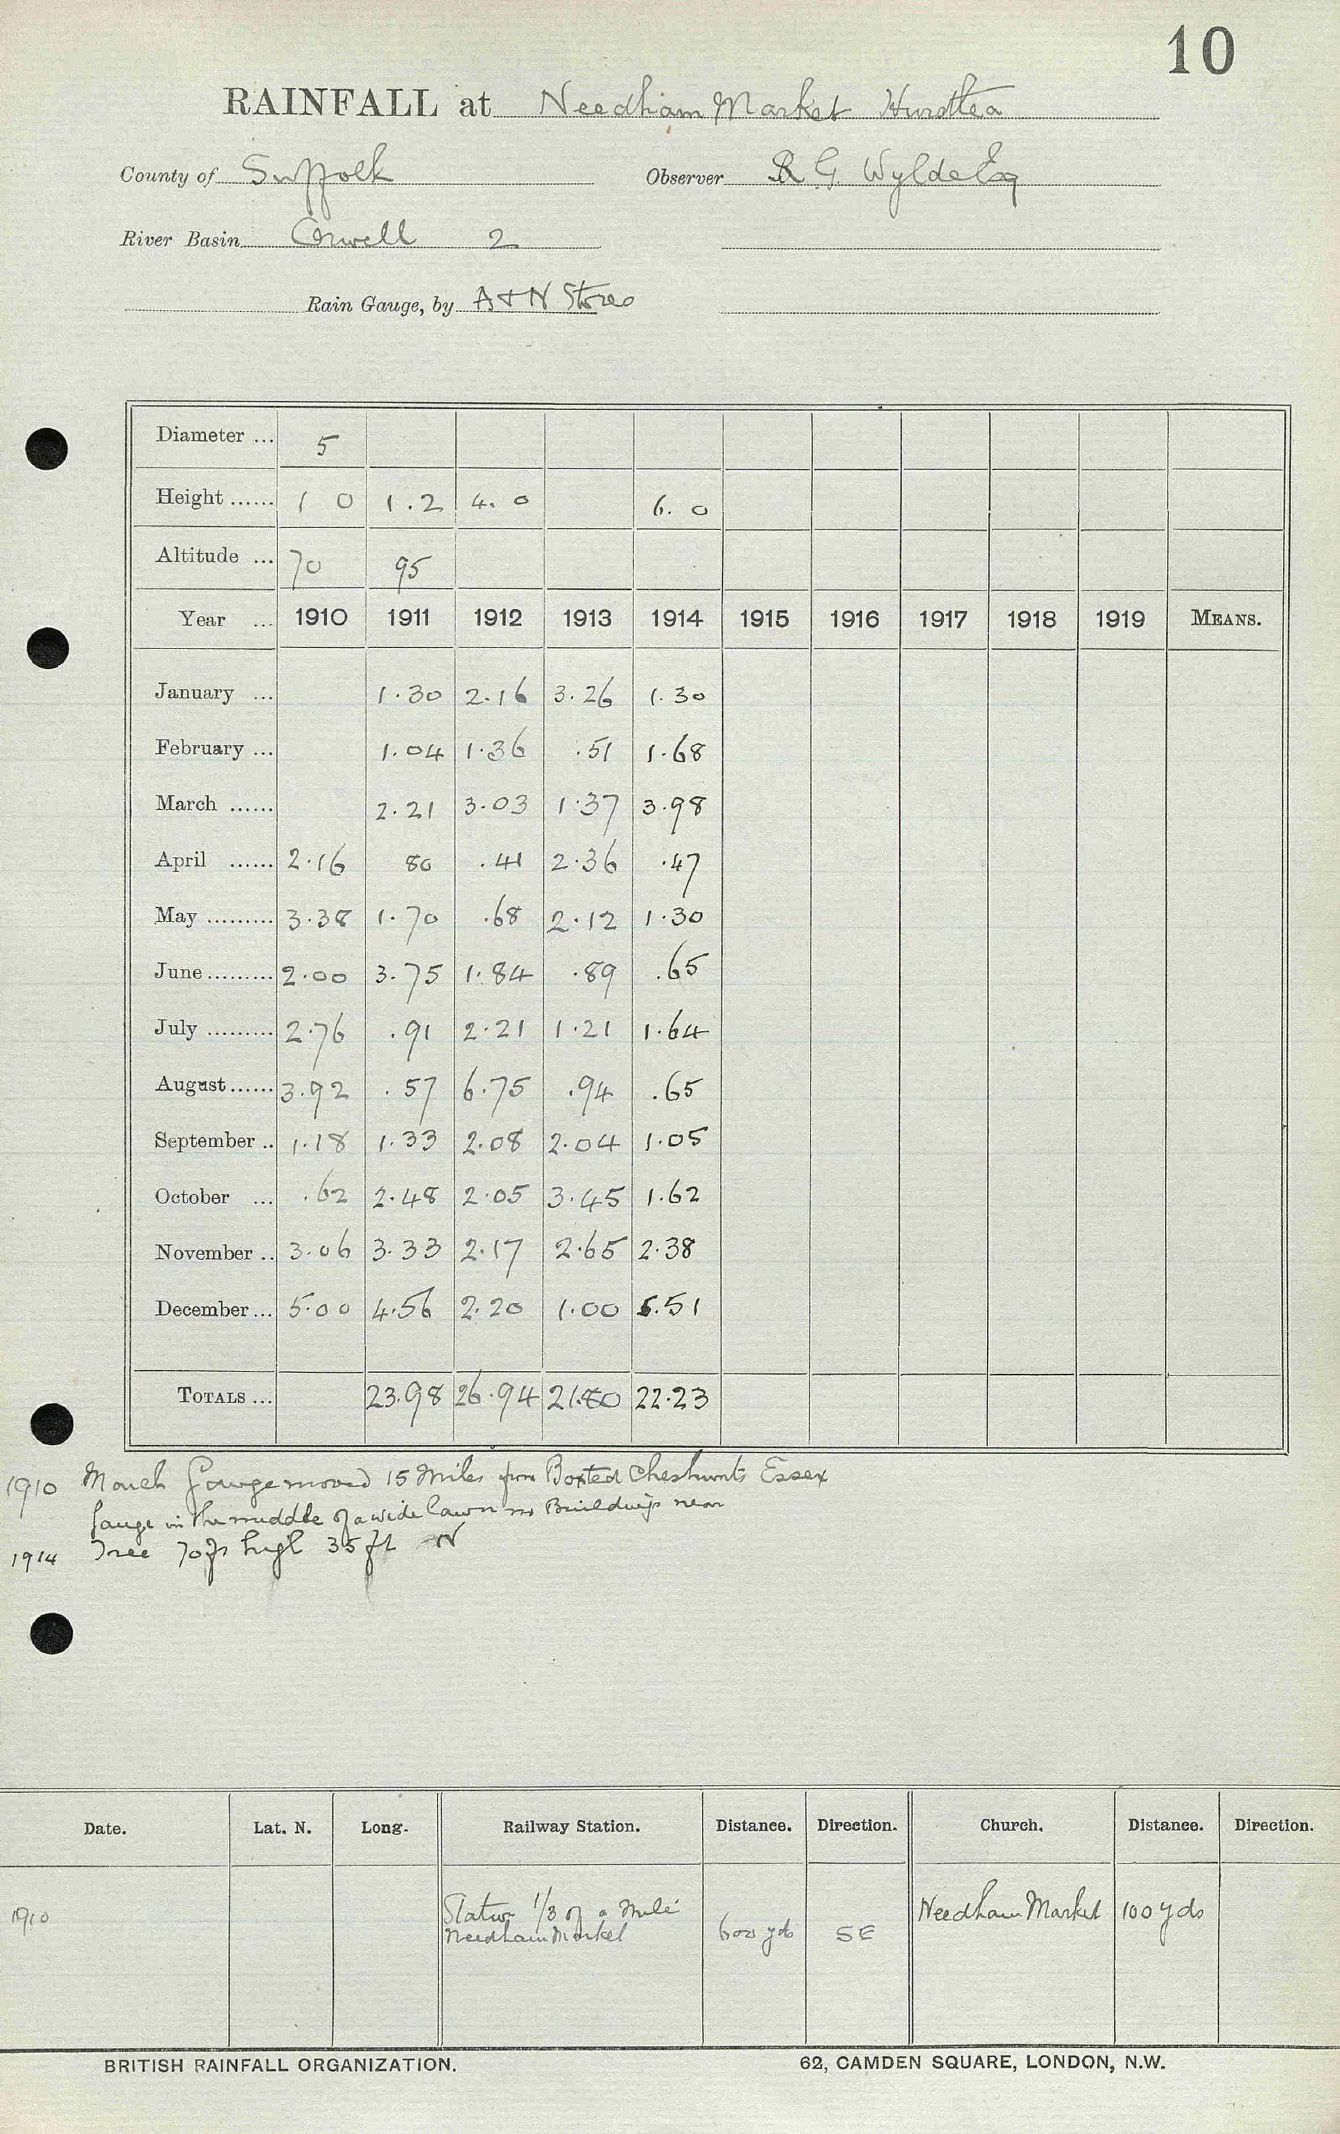 10
RAINFALL at Needham Market Hurstlea
County of Suffolk Observer R G Wylde Esq
River Basin Orwell 2
Rain Gauge, by A & N Stores
Diameter ... 5
Height ...... 1 0 1.2 4.0 6.0
Altitude ... 70 95
Year ... 1910 1911 1912 1913 1914 1915 1916 1917 1918 1919 MEANS.
January ... 1.30 2.16 3.26 1.30
February ... 1.04 1.36 .51 1.68
March ...... 2.21 3.03 1.37 3.98
April ...... 2.16 80 .41 2.36 .47
May ......... 3.38 1.70 .68 2.12 1.30
June ......... 2.00 3.75 1.84 .89 .65
July ......... 2.76 .91 2.21 1.21 1.64
August ...... 3.92 .57 6.75 .94 .65
September .. 1.18 1.33 2.08 2.04 1.05
October ... .62 2.48 2.05 3.45 1.62
November .. 3.06 3.33 2.17 2.65 2.38
December ... 5.00 4.56 2.20 1.00 5.51
TOTALS ... 23.98 26.94 21.80 22.23
1910 March Gauge moved 15 miles from Boxted Cheshunts Essex
Gauge in the middle of a wide lawn no Buildings near
1914 Tree 70ft high 35 ft N
Date. Lat. N. Long. Railway Station. Distance. Direction. Church. Distance. Direction.
1910 Station 1/3 of a mile Needham Market 600 yds SE Needham Market 100 yds
BRITISH RAINFALL ORGANIZATION. 62, CAMDEN SQUARE, LONDON, N.W.